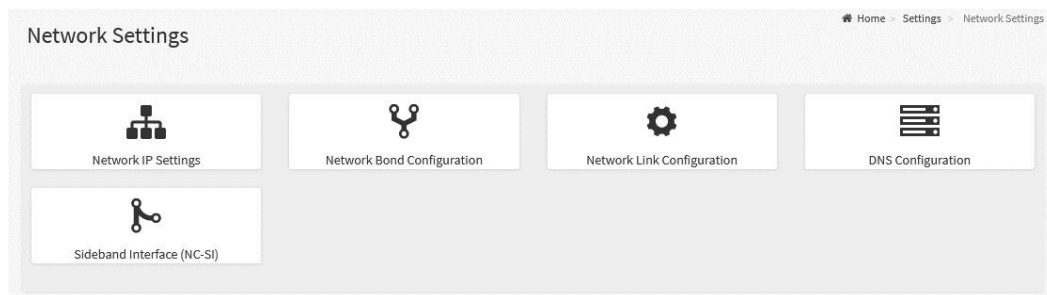 Home > Settings > Network Settings
Network Settings
Network IP Settings
Network Bond Configuration
Network Link Configuration
DNS Configuration
Sideband Interface (NC-SI)